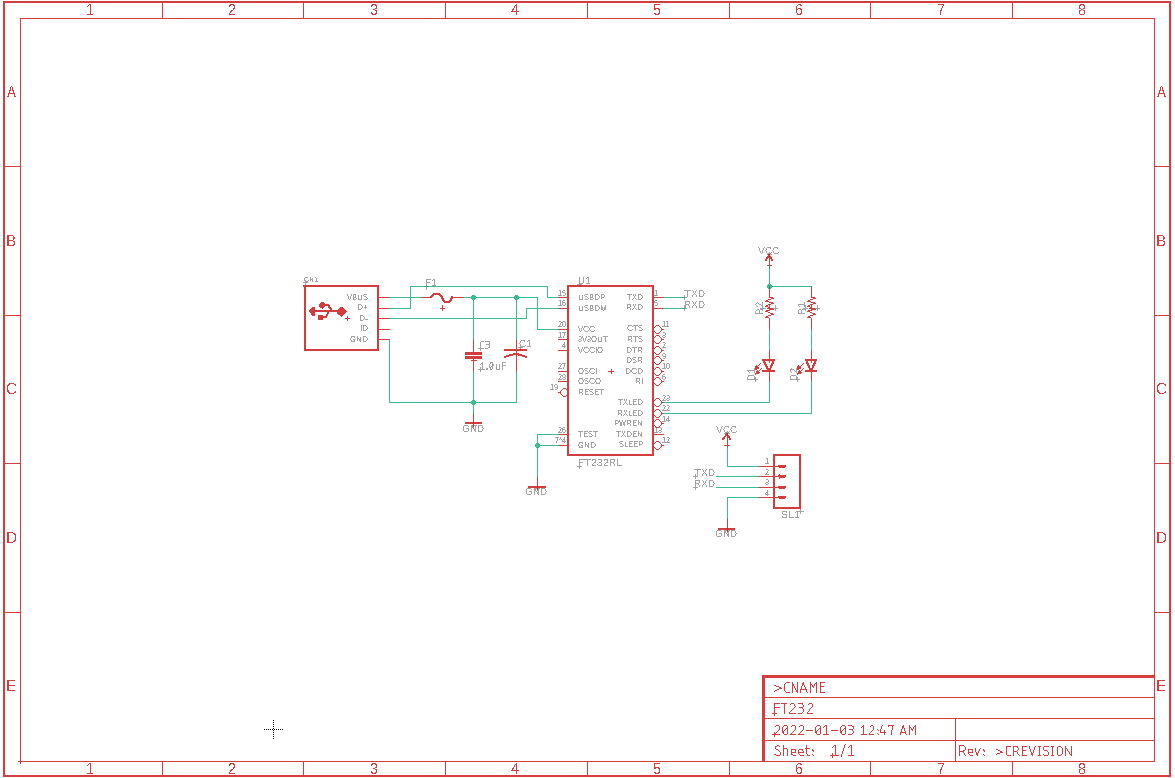 1 2 3 4 5 6 7 8
A A
B B
C C
D D
E E
VCC
CN1
VBUS
D+
D-
ID
GND
F1
C3
1.0uF
C1
GND
U1
15 USBDP TXD 1 TXD
16 USBDM RXD 5 RXD
20 VCC CTS 11
17 3V3OUT RTS 3
4 VCCIO DTR 2
DSR 9
27 OSCI DCD 10
28 OSCO RI 6
19 RESET
TXLED 23
RXLED 22
PWREN 14
26 TEST TXDEN 13
GND SLEEP 12
FT232RL
GND
R2 R1
D1 D2
VCC
1
TXD 2
RXD 3
4
SL1
GND
>CNAME
FT232
2022-01-03 12:47 AM
Sheet: 1/1 Rev: >CREVISION
1 2 3 4 5 6 7 8